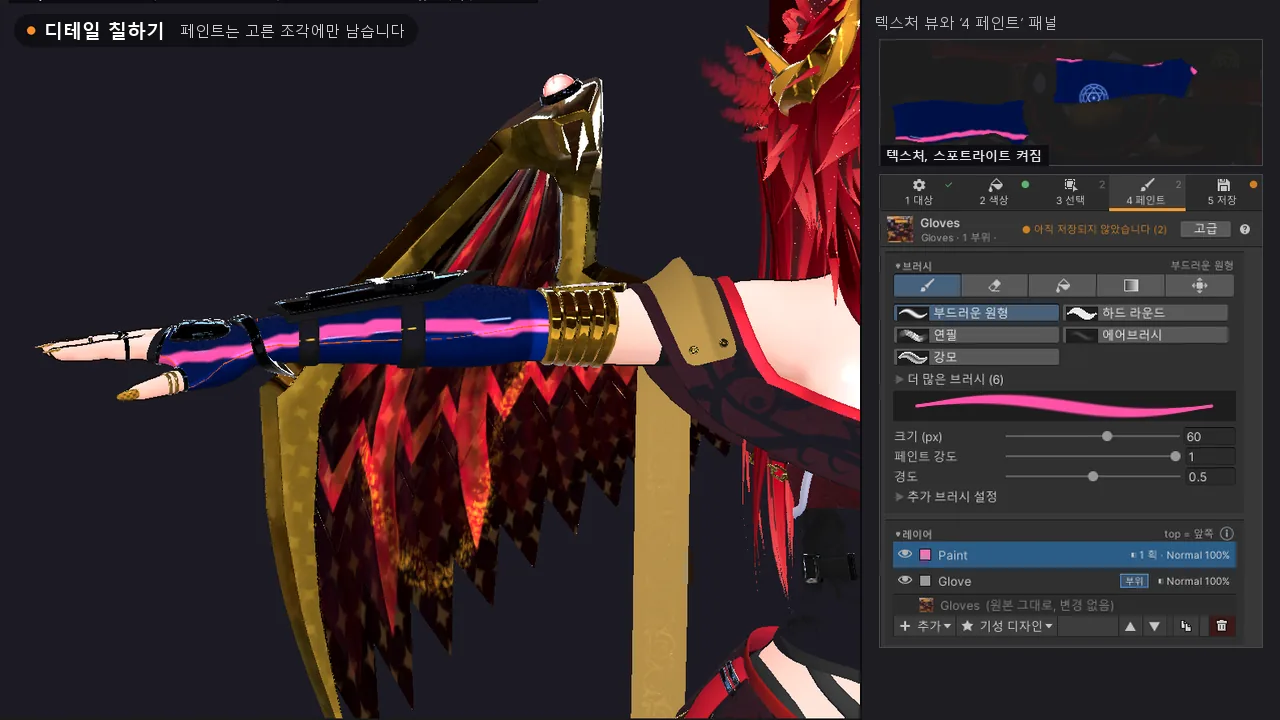 디테일 칠하기 페인트는 고른 조각에만 남습니다
텍스처 뷰와 '4 페인트' 패널
텍스처, 스포트라이트 켜짐
1 대상
2 색상
2
3 선택
2
4 페인트
5 저장
Gloves
Gloves · 1 부위 ·
아직 저장되지 않았습니다 (2)
고급
?
▾브러시
부드러운 원형
부드러운 원형
하드 라운드
연필
에어브러시
강모
▶ 더 많은 브러시 (6)
크기 (px) 60
페인트 강도 1
경도 0.5
▶ 추가 브러시 설정
▾레이어 top = 앞쪽
Paint 1 획 · Normal 100%
Glove 부위 Normal 100%
Gloves (원본 그대로, 변경 없음)
+ 추가▾ ★ 기성 디자인▾ ▲ ▼